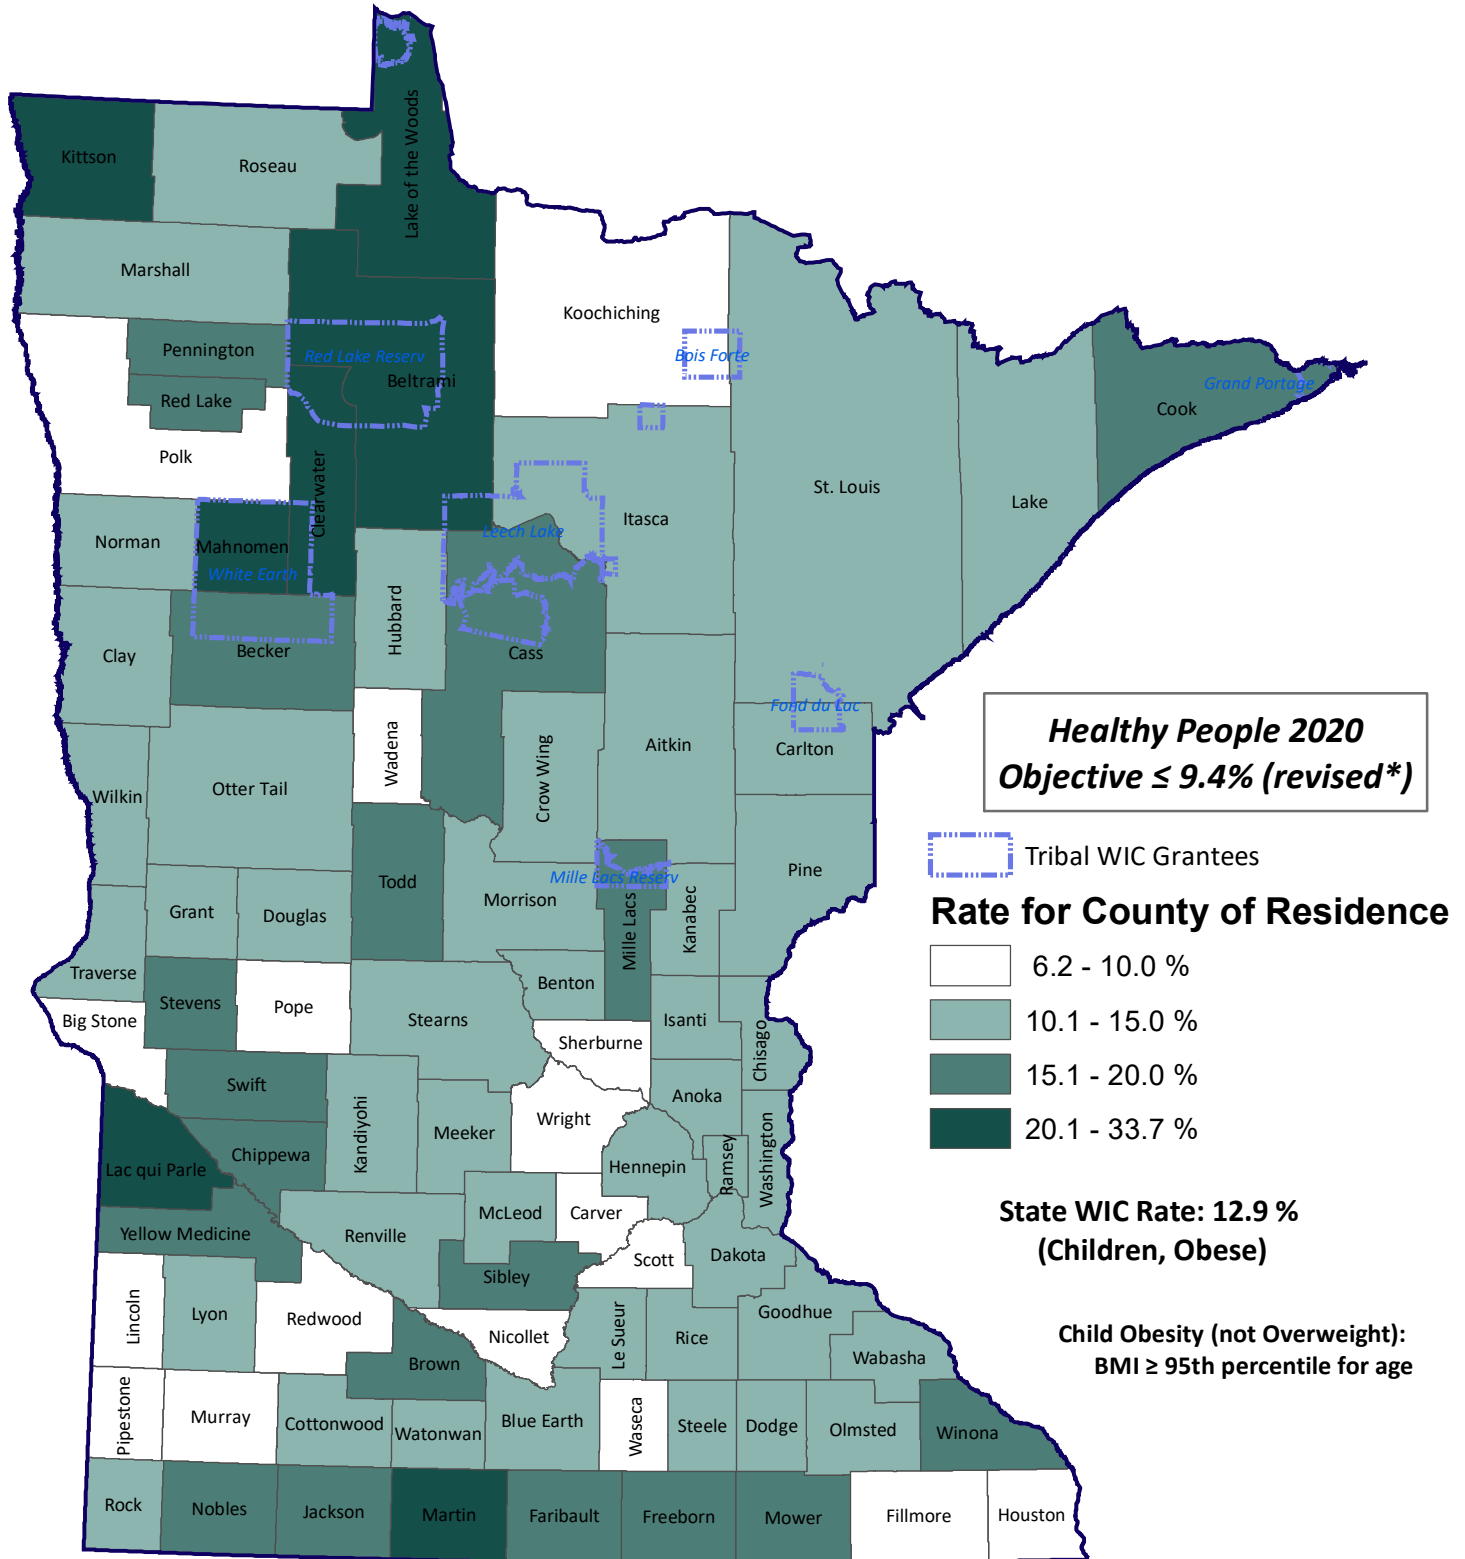 Kittson
Roseau
Lake of the Woods
Marshall
Koochiching
Pennington
Red Lake Reserv
Bois Forte
Beltrami
Grand Portage
Red Lake
Cook
Polk
Clearwater
St. Louis
Lake
Norman
Mahnomen
Leech Lake
Itasca
White Earth
Hubbard
Clay
Becker
Cass
Fond du Lac
Wadena
Crow Wing
Aitkin
Carlton
Healthy People 2020
Objective ≤ 9.4% (revised*)
Wilkin
Otter Tail
Tribal WIC Grantees
Pine
Todd
Mille Lacs Reserv
Morrison
Grant
Douglas
Mille Lacs
Kanabec
Rate for County of Residence
6.2 - 10.0 %
10.1 - 15.0 %
15.1 - 20.0 %
20.1 - 33.7 %
Traverse
Benton
Stevens
Pope
Big Stone
Stearns
Isanti
Sherburne
Chisago
Swift
Anoka
Kandiyohi
Meeker
Wright
Washington
Chippewa
Lac qui Parle
Hennepin
Ramsey
McLeod
Carver
State WIC Rate: 12.9 %
(Children, Obese)
Yellow Medicine
Renville
Scott
Dakota
Sibley
Lincoln
Lyon
Redwood
Goodhue
Nicollet
Le Sueur
Rice
Child Obesity (not Overweight):
BMI ≥ 95th percentile for age
Wabasha
Brown
Pipestone
Murray
Cottonwood
Watonwan
Blue Earth
Waseca
Steele
Dodge
Olmsted
Winona
Rock
Nobles
Jackson
Martin
Faribault
Freeborn
Mower
Fillmore
Houston